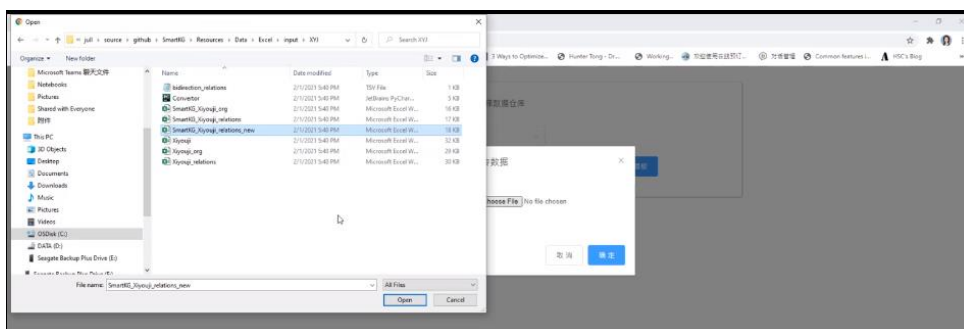 Open
« juli › source › github › SmartKG › Resources › Data › Excel › input › XYJ
Search XYJ
Organize
New folder
Name
Date modified
Type
Size
Microsoft Teams 聊天文件
Notebooks
Pictures
Shared with Everyone
附件
This PC
3D Objects
Desktop
Documents
Downloads
Music
Pictures
Videos
OSDisk (C:)
DATA (D:)
Seagate Backup Plus Drive (E:)
bidirection_relations 2/1/2021 5:40 PM TSV File 1 KB
Convertor 2/1/2021 5:40 PM JetBrains PyChar... 5 KB
SmartKG_Xiyouji_org 2/1/2021 5:40 PM Microsoft Excel W... 16 KB
SmartKG_Xiyouji_relations 2/1/2021 5:40 PM Microsoft Excel W... 17 KB
SmartKG_Xiyouji_relations_new 2/1/2021 5:40 PM Microsoft Excel W... 18 KB
Xiyouji 2/1/2021 5:40 PM Microsoft Excel W... 32 KB
Xiyouji_org 2/1/2021 5:40 PM Microsoft Excel W... 29 KB
Xiyouji_relations 2/1/2021 5:40 PM Microsoft Excel W... 30 KB
File name: SmartKG_Xiyouji_relations_new
All Files
Open
Cancel
3 Ways to Optimize...
Hunter Tong - Dr...
Working...
Common features i...
HSC's Blog
数据仓库
数据
hoose File No file chosen
取消
确定